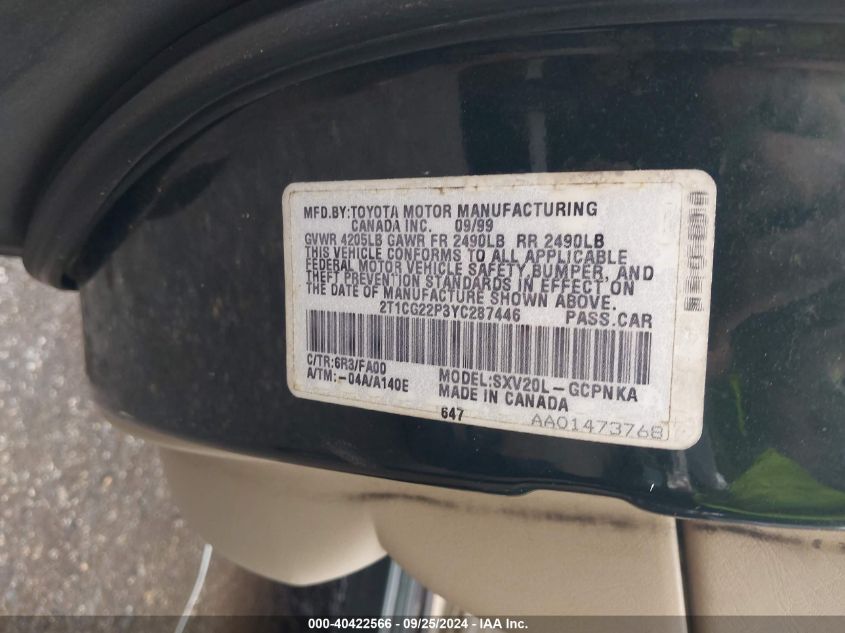 MFD.BY:TOYOTA MOTOR MANUFACTURING
CANADA INC. 09/99
GVWR 4205LB GAWR FR 2490LB RR 2490LB
THIS VEHICLE CONFORMS TO ALL APPLICABLE
FEDERAL MOTOR VEHICLE SAFETY, BUMPER, AND
THEFT PREVENTION STANDARDS IN EFFECT ON
THE DATE OF MANUFACTURE SHOWN ABOVE.
2T1CG22P3YC287446 PASS.CAR
C/TR:6R3/FA00
A/TM:-04A/A140E
MODEL:SXV20L-GCPNKA
MADE IN CANADA
647
AA01473768
000-40422566 - 09/25/2024 - IAA Inc.